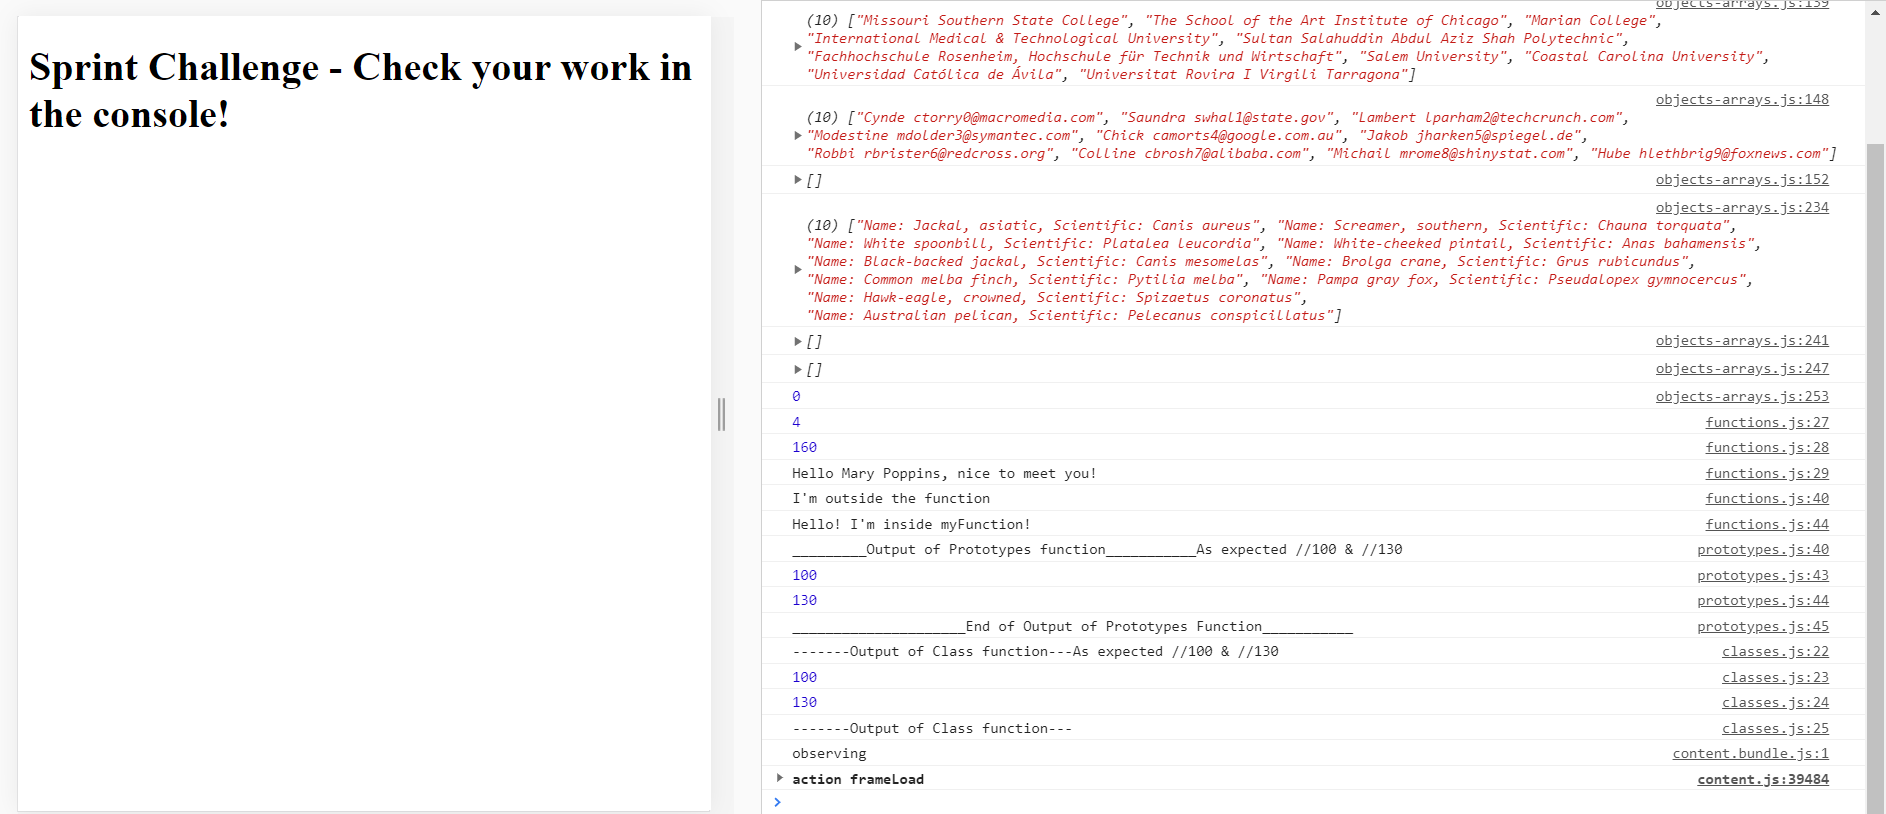 Sprint Challenge - Check your work in
the console!
objects-arrays.js:139
(10) ["Missouri Southern State College", "The School of the Art Institute of Chicago", "Marian College",
"International Medical & Technological University", "Sultan Salahuddin Abdul Aziz Shah Polytechnic",
"Fachhochschule Rosenheim, Hochschule für Technik und Wirtschaft", "Salem University", "Coastal Carolina University",
"Universidad Católica de Ávila", "Universitat Rovira I Virgili Tarragona"]
objects-arrays.js:148
(10) ["Cynde ctorry0@macromedia.com", "Saundra swhal1@state.gov", "Lambert lparham2@techcrunch.com",
"Modestine mdolder3@symantec.com", "Chick camorts4@google.com.au", "Jakob jharken5@spiegel.de",
"Robbi rbrister6@redcross.org", "Colline cbrosh7@alibaba.com", "Michail mrome8@shinystat.com", "Hube hlethbrig9@foxnews.com"]
[] objects-arrays.js:152
objects-arrays.js:234
(10) ["Name: Jackal, asiatic, Scientific: Canis aureus", "Name: Screamer, southern, Scientific: Chauna torquata",
"Name: White spoonbill, Scientific: Platalea leucordia", "Name: White-cheeked pintail, Scientific: Anas bahamensis",
"Name: Black-backed jackal, Scientific: Canis mesomelas", "Name: Brolga crane, Scientific: Grus rubicundus",
"Name: Common melba finch, Scientific: Pytilia melba", "Name: Pampa gray fox, Scientific: Pseudalopex gymnocercus",
"Name: Hawk-eagle, crowned, Scientific: Spizaetus coronatus",
"Name: Australian pelican, Scientific: Pelecanus conspicillatus"]
[] objects-arrays.js:241
[] objects-arrays.js:247
0 objects-arrays.js:253
4 functions.js:27
160 functions.js:28
Hello Mary Poppins, nice to meet you! functions.js:29
I'm outside the function functions.js:40
Hello! I'm inside myFunction! functions.js:44
_________Output of Prototypes function___________As expected //100 & //130 prototypes.js:40
100 prototypes.js:43
130 prototypes.js:44
_____________________End of Output of Prototypes Function___________ prototypes.js:45
-------Output of Class function---As expected //100 & //130 classes.js:22
100 classes.js:23
130 classes.js:24
-------Output of Class function--- classes.js:25
observing content.bundle.js:1
action frameLoad content.js:39484